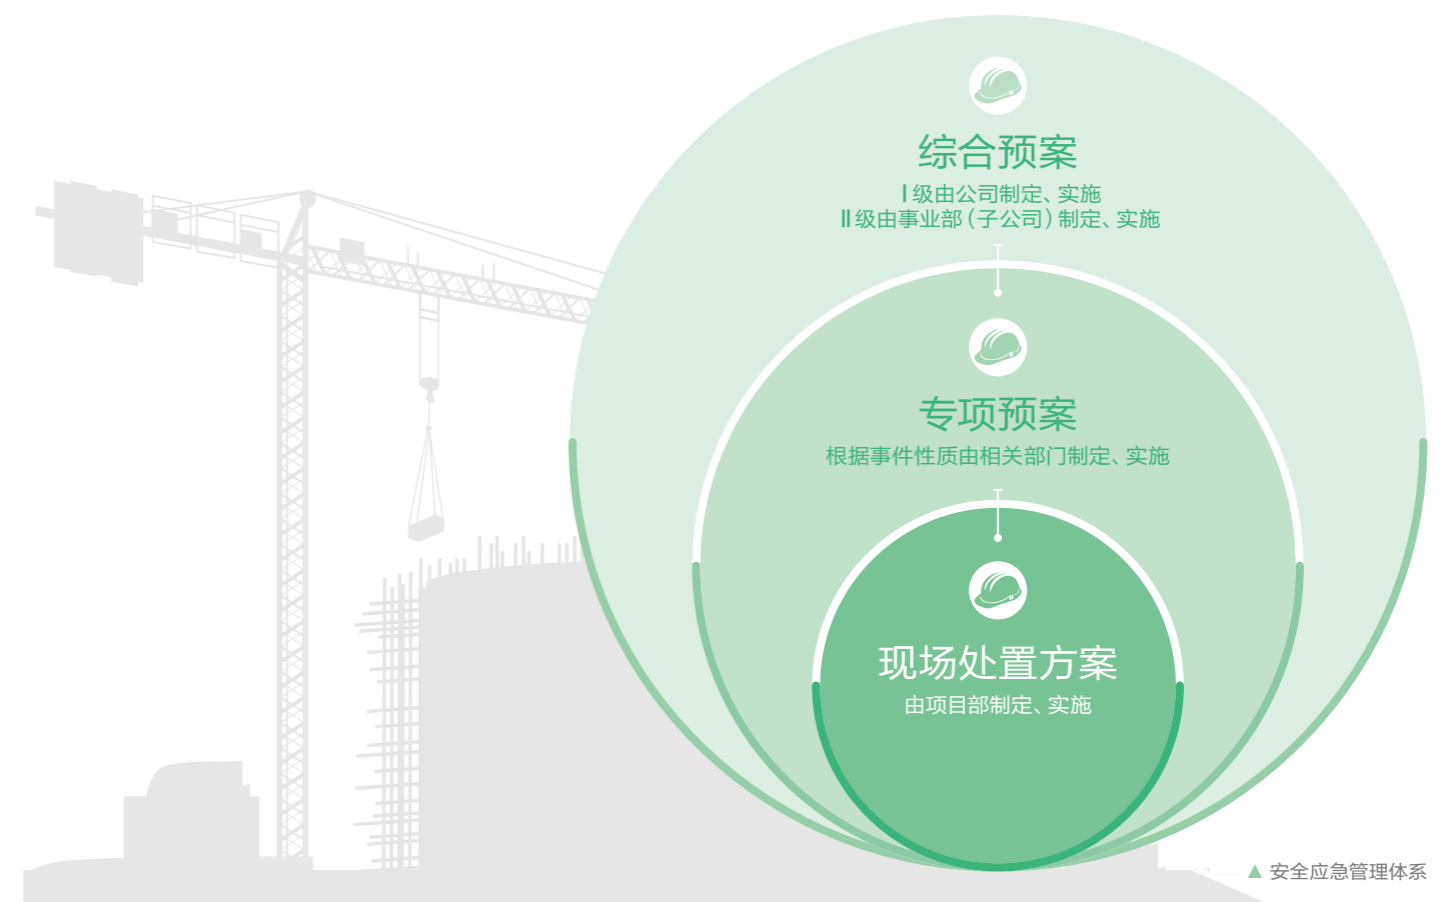 综合预案
Ⅰ级由公司制定、实施
Ⅱ级由事业部（子公司）制定、实施
专项预案
根据事件性质由相关部门制定、实施
现场处置方案
由项目部制定、实施
▲ 安全应急管理体系